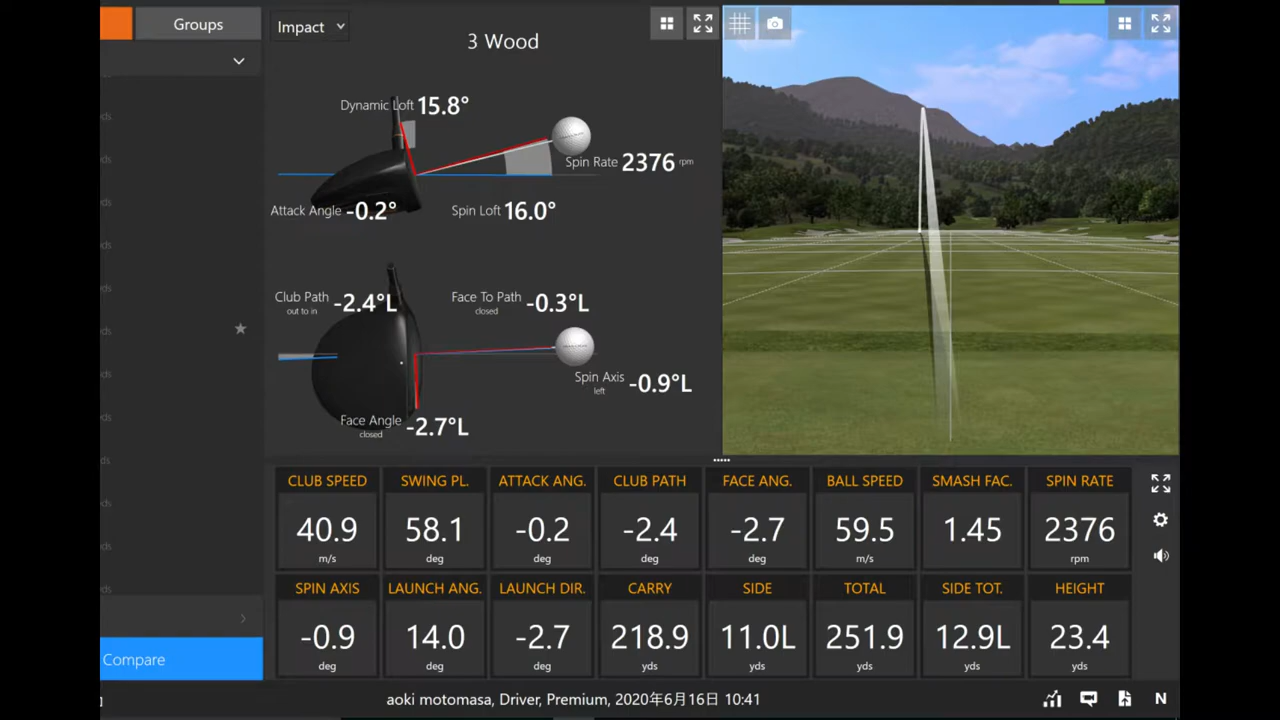 Groups
Impact
3 Wood
Dynamic Loft 15.8°
Spin Rate 2376 rpm
Attack Angle -0.2°
Spin Loft 16.0°
Club Path -2.4°L
out to in
Face To Path -0.3°L
closed
Spin Axis -0.9°L
left
Face Angle -2.7°L
closed
CLUB SPEED SWING PL. ATTACK ANG. CLUB PATH FACE ANG. BALL SPEED SMASH FAC. SPIN RATE
40.9 58.1 -0.2 -2.4 -2.7 59.5 1.45 2376
m/s deg deg deg deg m/s rpm
SPIN AXIS LAUNCH ANG. LAUNCH DIR. CARRY SIDE TOTAL SIDE TOT. HEIGHT
-0.9 14.0 -2.7 218.9 11.0L 251.9 12.9L 23.4
deg deg deg yds yds yds yds yds
Compare
aoki motomasa, Driver, Premium, 2020年6月16日 10:41
N